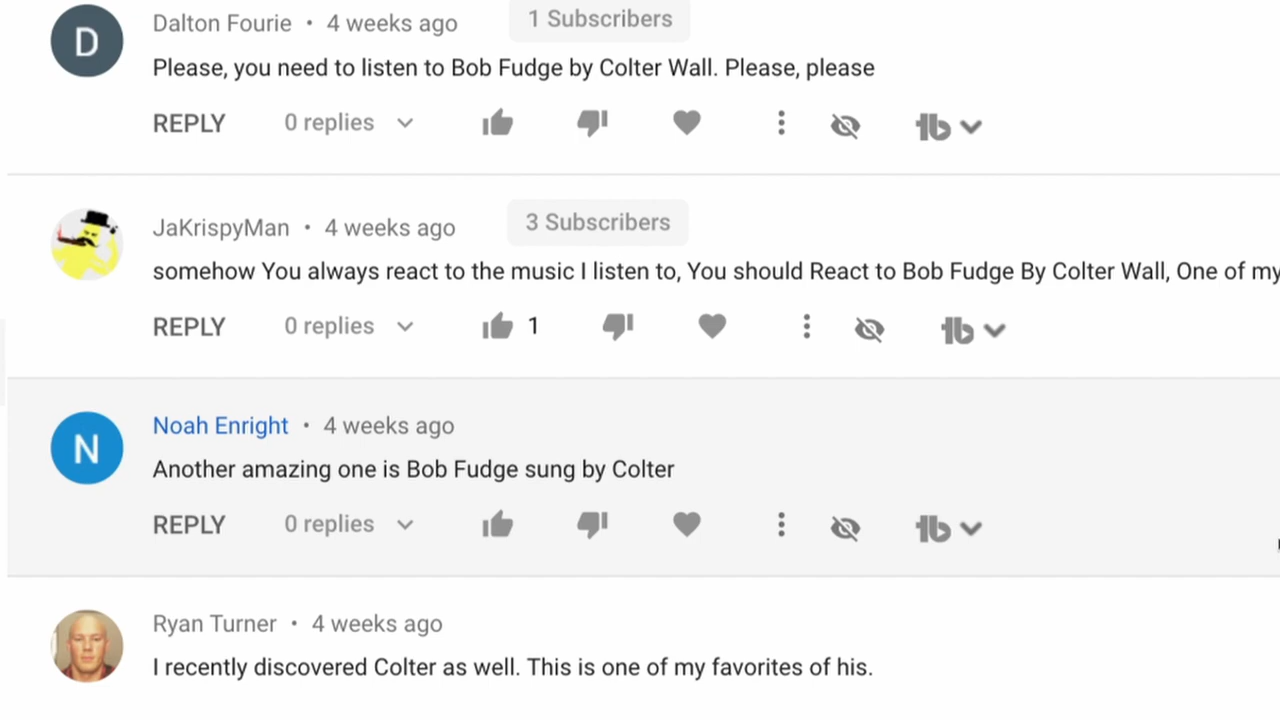 D
Dalton Fourie • 4 weeks ago 1 Subscribers
Please, you need to listen to Bob Fudge by Colter Wall. Please, please
REPLY 0 replies
JaKrispyMan • 4 weeks ago 3 Subscribers
somehow You always react to the music I listen to, You should React to Bob Fudge By Colter Wall, One of my
REPLY 0 replies 1
N
Noah Enright • 4 weeks ago
Another amazing one is Bob Fudge sung by Colter
REPLY 0 replies
Ryan Turner • 4 weeks ago
I recently discovered Colter as well. This is one of my favorites of his.